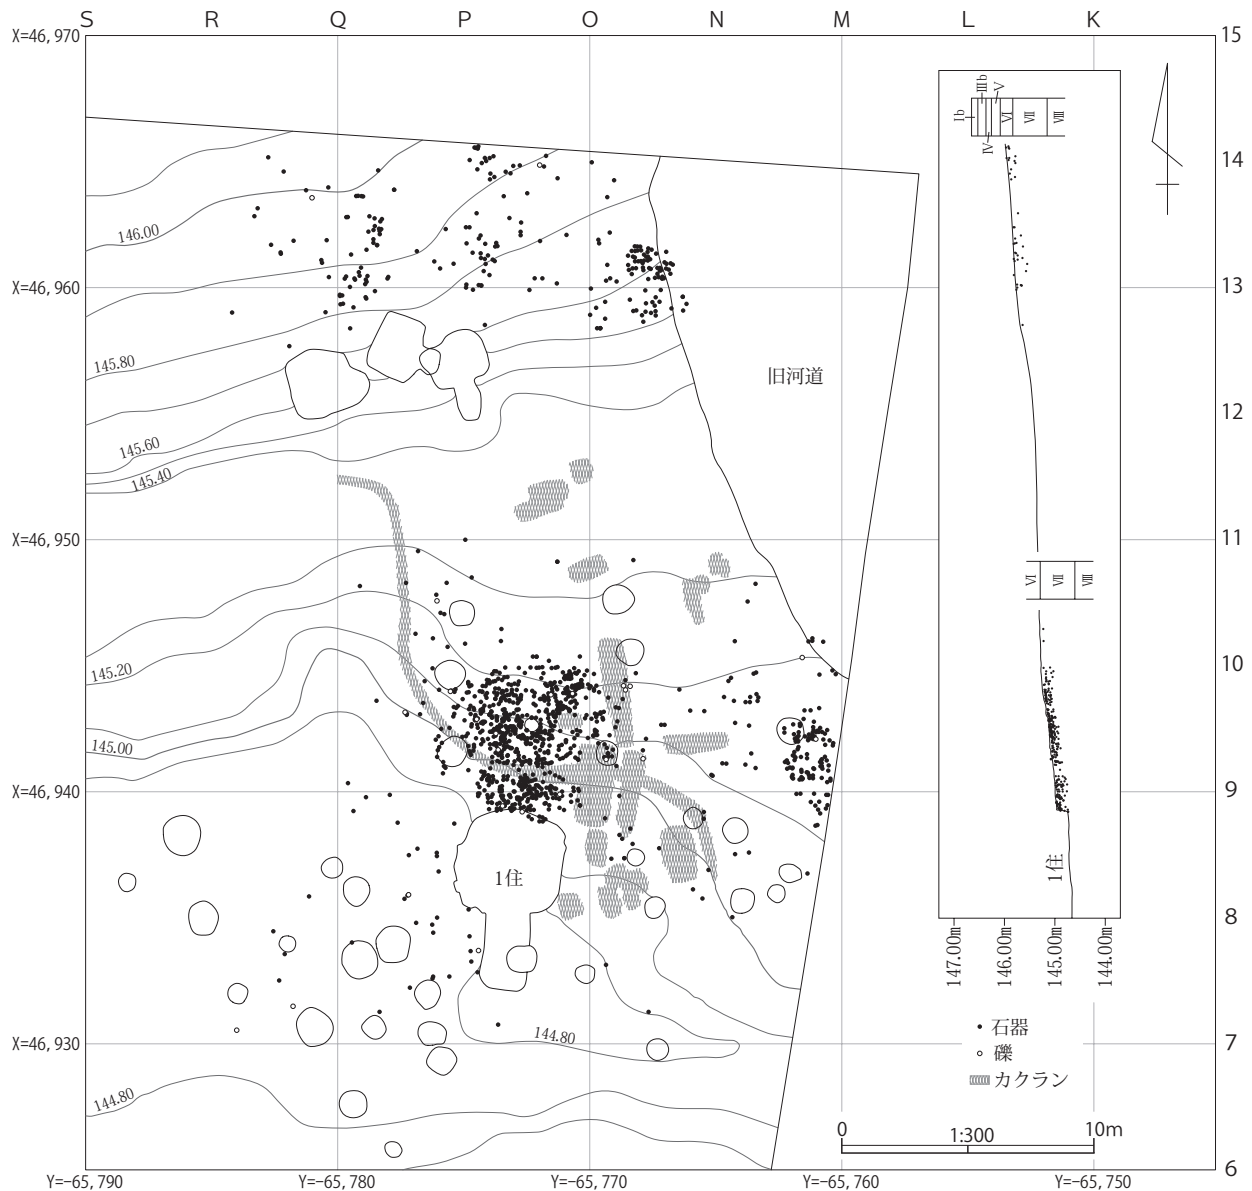 S R Q P O N M L K
X=46,970 15
Ⅰb Ⅲb Ⅳ Ⅴ Ⅵ Ⅶ Ⅷ
14
146.00
X=46,960 13
145.80
旧河道
12
145.60
145.40
X=46,950 11
Ⅵ Ⅶ Ⅷ
10
145.20
145.00
X=46,940 9
1住
1住
8
147.00m 146.00m 145.00m 144.00m
石器
144.80
X=46,930 7
礫
カクラン
144.80
0 1:300 10m
6
Y=-65,790 Y=-65,780 Y=-65,770 Y=-65,760 Y=-65,750